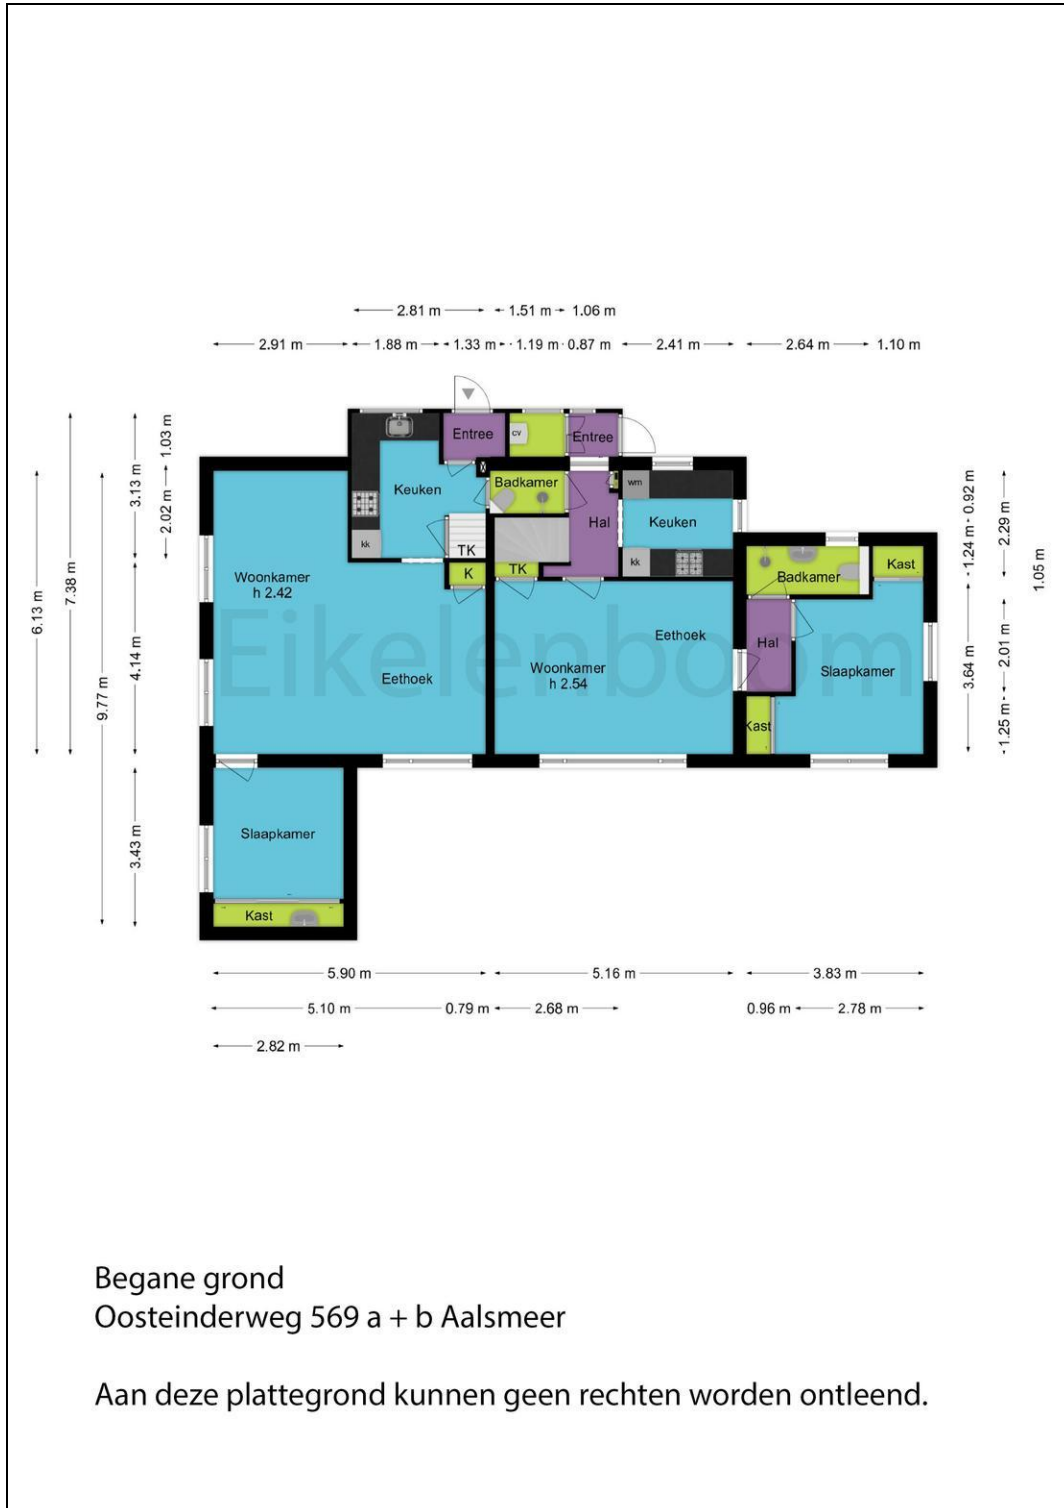 2.81 m
1.51 m
1.06 m
2.91 m
1.88 m
1.33 m
1.19 m
0.87 m
2.41 m
2.64 m
1.10 m
6.13 m
7.38 m
9.77 m
3.13 m
4.14 m
3.43 m
1.03 m
2.02 m
Entree
cv
Entree
Keuken
Badkamer
wm
Hal
Keuken
kk
TK
TK
kk
K
Woonkamer
h 2.42
Badkamer
Kast
Eikelenboom
Eethoek
Hal
Woonkamer
h 2.54
Slaapkamer
Eethoek
Kast
Slaapkamer
Kast
0.92 m
1.24 m
3.64 m
2.29 m
2.01 m
1.25 m
1.05 m
5.90 m
5.16 m
3.83 m
5.10 m
0.79 m
2.68 m
0.96 m
2.78 m
2.82 m
Begane grond
Oosteinderweg 569 a + b Aalsmeer
Aan deze plattegrond kunnen geen rechten worden ontleend.